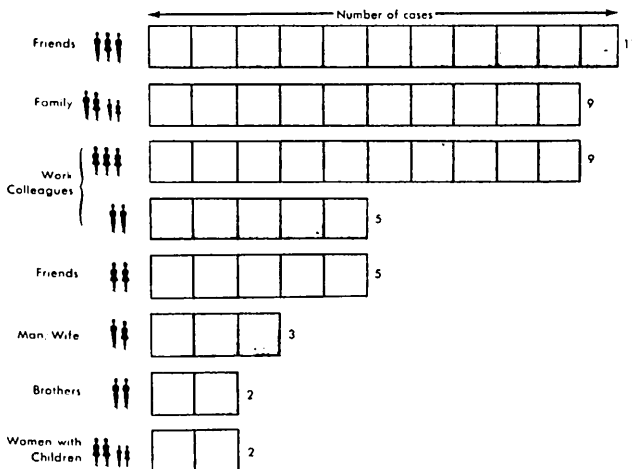 Number of cases
Friends
Family 9
Work
Colleagues
9
5
Friends 5
Man, Wife 3
Brothers 2
Women with
Children
2